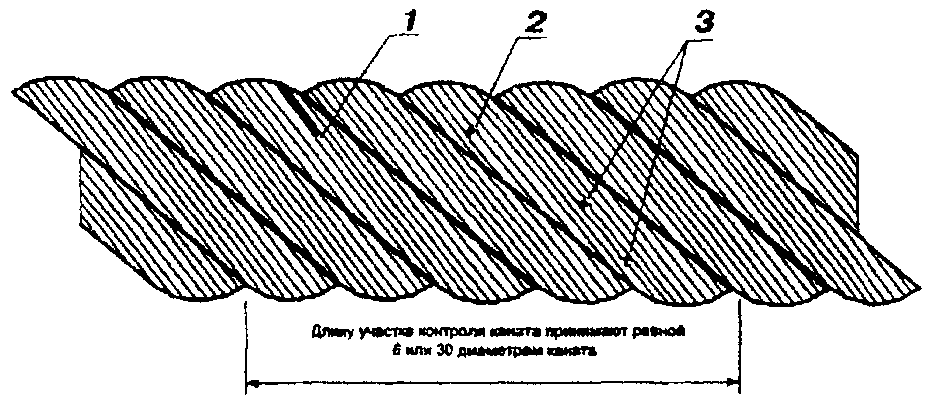 1 2 3
Длину участка контроля каната принимают равной
6 или 30 диаметрам каната